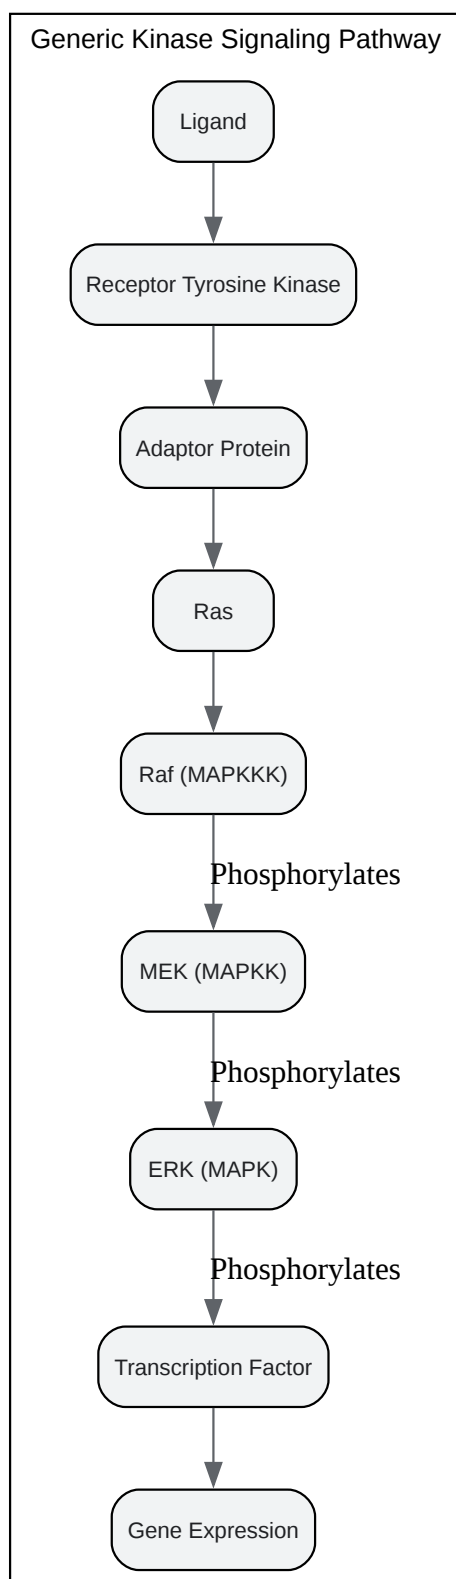 Generic Kinase Signaling Pathway
Ligand
Receptor Tyrosine Kinase
Adaptor Protein
Ras
Raf (MAPKKK)
Phosphorylates
MEK (MAPKK)
Phosphorylates
ERK (MAPK)
Phosphorylates
Transcription Factor
Gene Expression